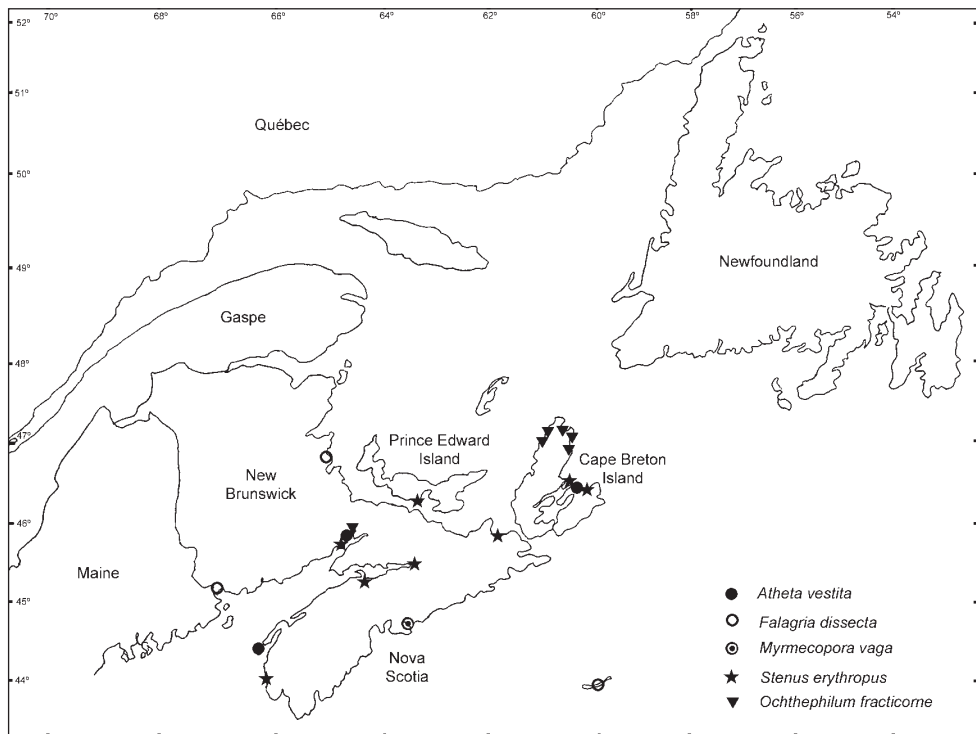 70° 68° 66° 64° 62° 60° 58° 56° 54°
52°
51°
Québec
50°
49°
Newfoundland
Gaspe
48°
47°
Prince Edward
Island
Cape Breton
Island
New
Brunswick
46°
Maine
45°
Nova
Scotia
44°
Atheta vestita
Falagria dissecta
Myrmecopora vaga
Stenus erythropus
Ochthephilum fracticorne